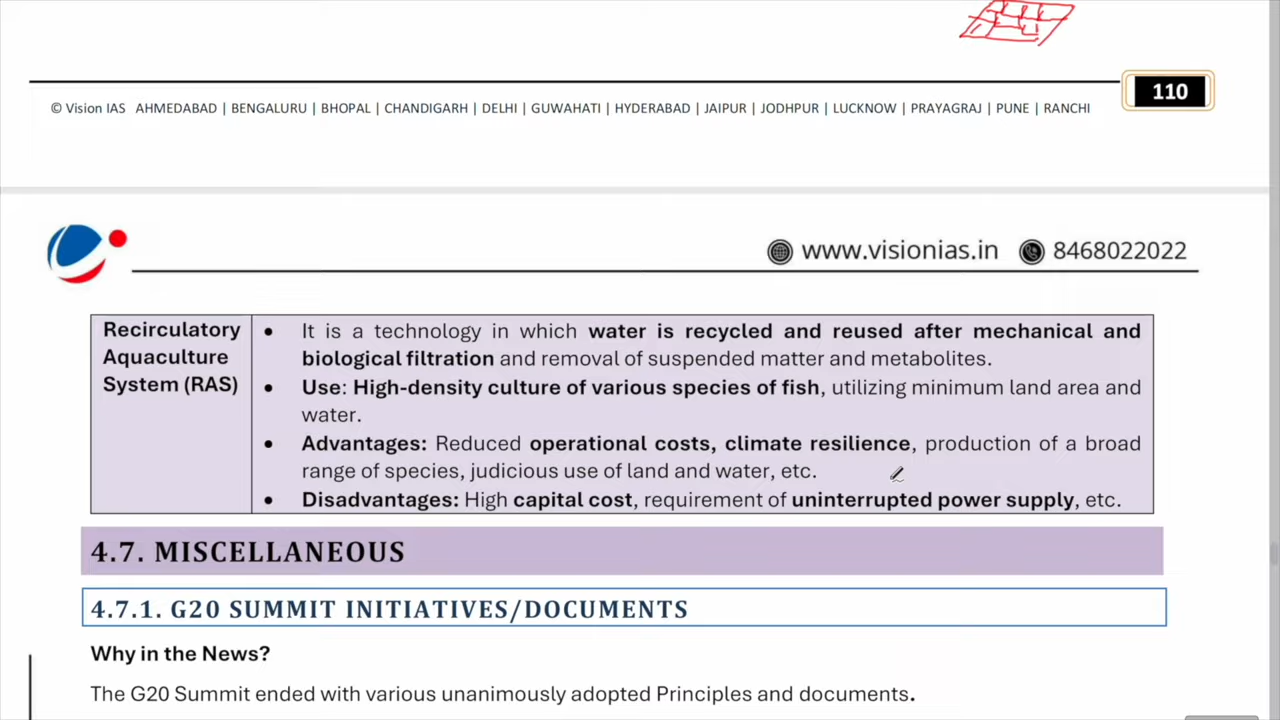 110
© Vision IAS AHMEDABAD | BENGALURU | BHOPAL | CHANDIGARH | DELHI | GUWAHATI | HYDERABAD | JAIPUR | JODHPUR | LUCKNOW | PRAYAGRAJ | PUNE | RANCHI
www.visionias.in 8468022022
Recirculatory
Aquaculture
System (RAS)
• It is a technology in which water is recycled and reused after mechanical and
biological filtration and removal of suspended matter and metabolites.
• Use: High-density culture of various species of fish, utilizing minimum land area and
water.
• Advantages: Reduced operational costs, climate resilience, production of a broad
range of species, judicious use of land and water, etc.
• Disadvantages: High capital cost, requirement of uninterrupted power supply, etc.
4.7. MISCELLANEOUS
4.7.1. G20 SUMMIT INITIATIVES/DOCUMENTS
Why in the News?
The G20 Summit ended with various unanimously adopted Principles and documents.